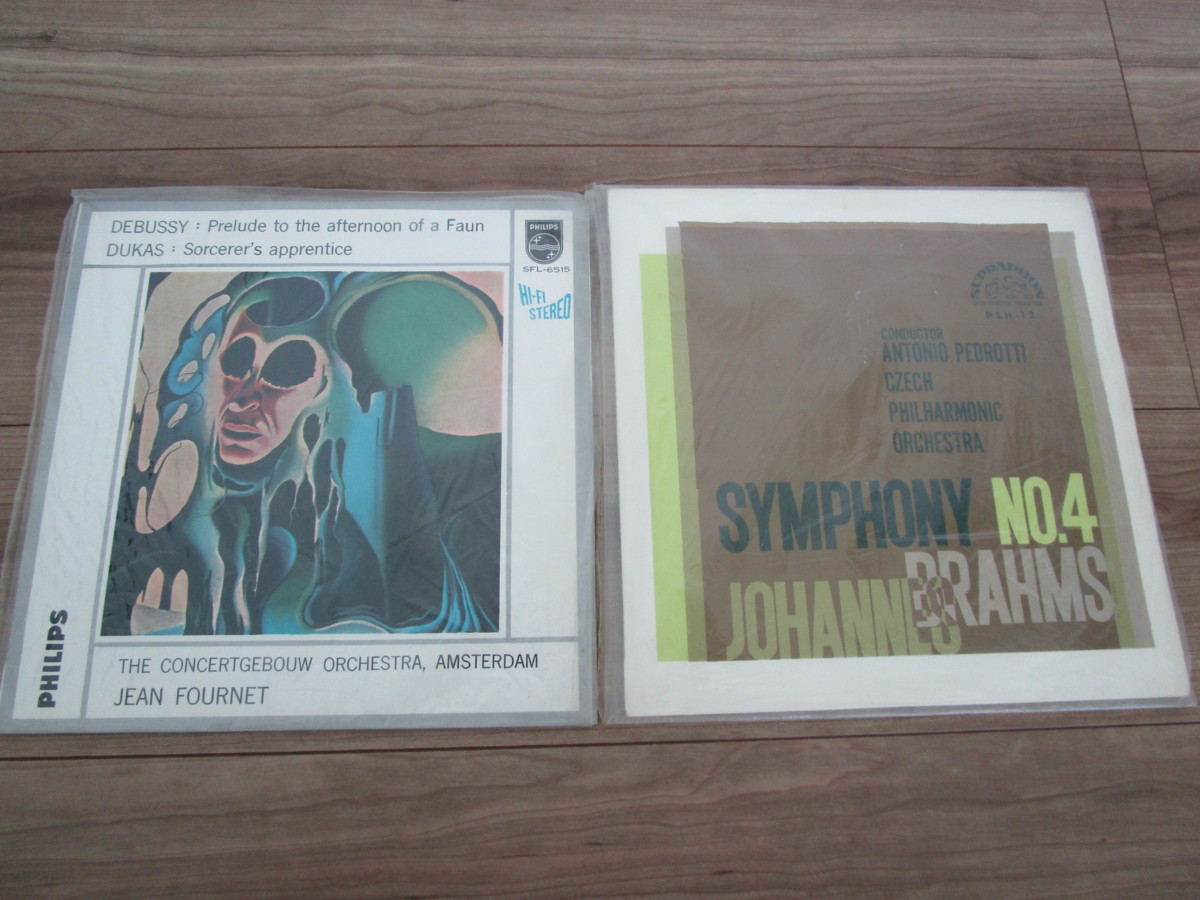 DEBUSSY : Prelude to the afternoon of a Faun
DUKAS : Sorcerer's apprentice
PHILIPS
SFL-6515
HI-FI
STEREO
PHILIPS
THE CONCERTGEBOUW ORCHESTRA, AMSTERDAM
JEAN FOURNET
SUPRAPHON
PSH-12
CONDUCTOR
ANTONIO PEDROTTI
CZECH
PHILHARMONIC
ORCHESTRA
SYMPHONY NO.4
JOHANNES BRAHMS